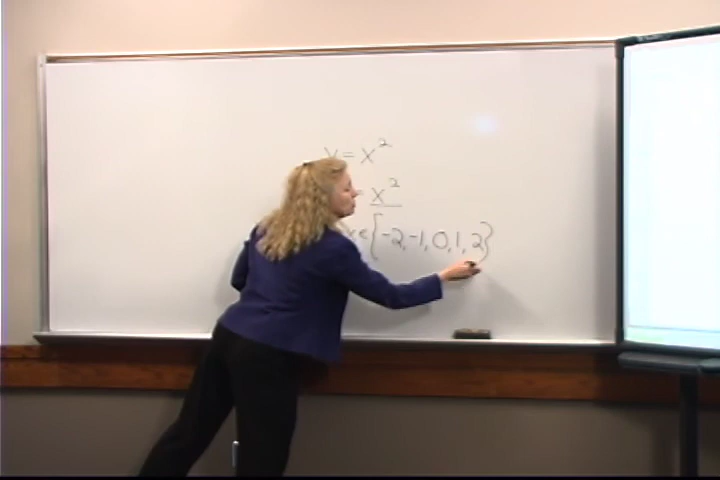 y = x²
= x²
x ∈ {-2, -1, 0, 1, 2}